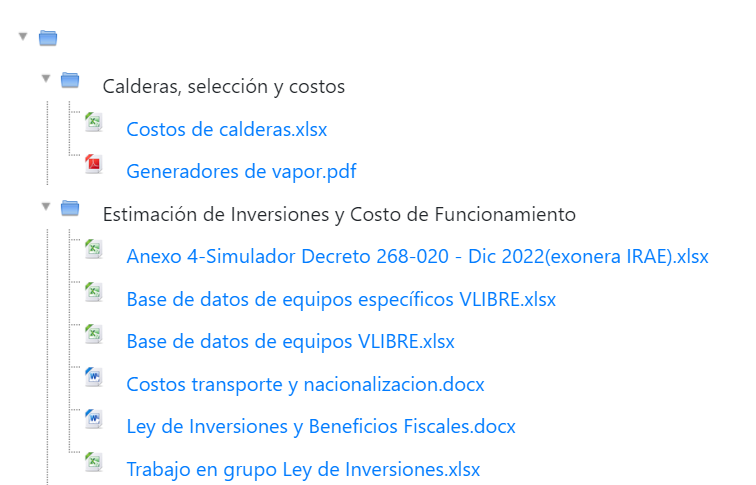 Calderas, selección y costos
Costos de calderas.xlsx
Generadores de vapor.pdf
Estimación de Inversiones y Costo de Funcionamiento
Anexo 4-Simulador Decreto 268-020 - Dic 2022(exonera IRAE).xlsx
Base de datos de equipos específicos VLIBRE.xlsx
Base de datos de equipos VLIBRE.xlsx
Costos transporte y nacionalizacion.docx
Ley de Inversiones y Beneficios Fiscales.docx
Trabajo en grupo Ley de Inversiones.xlsx